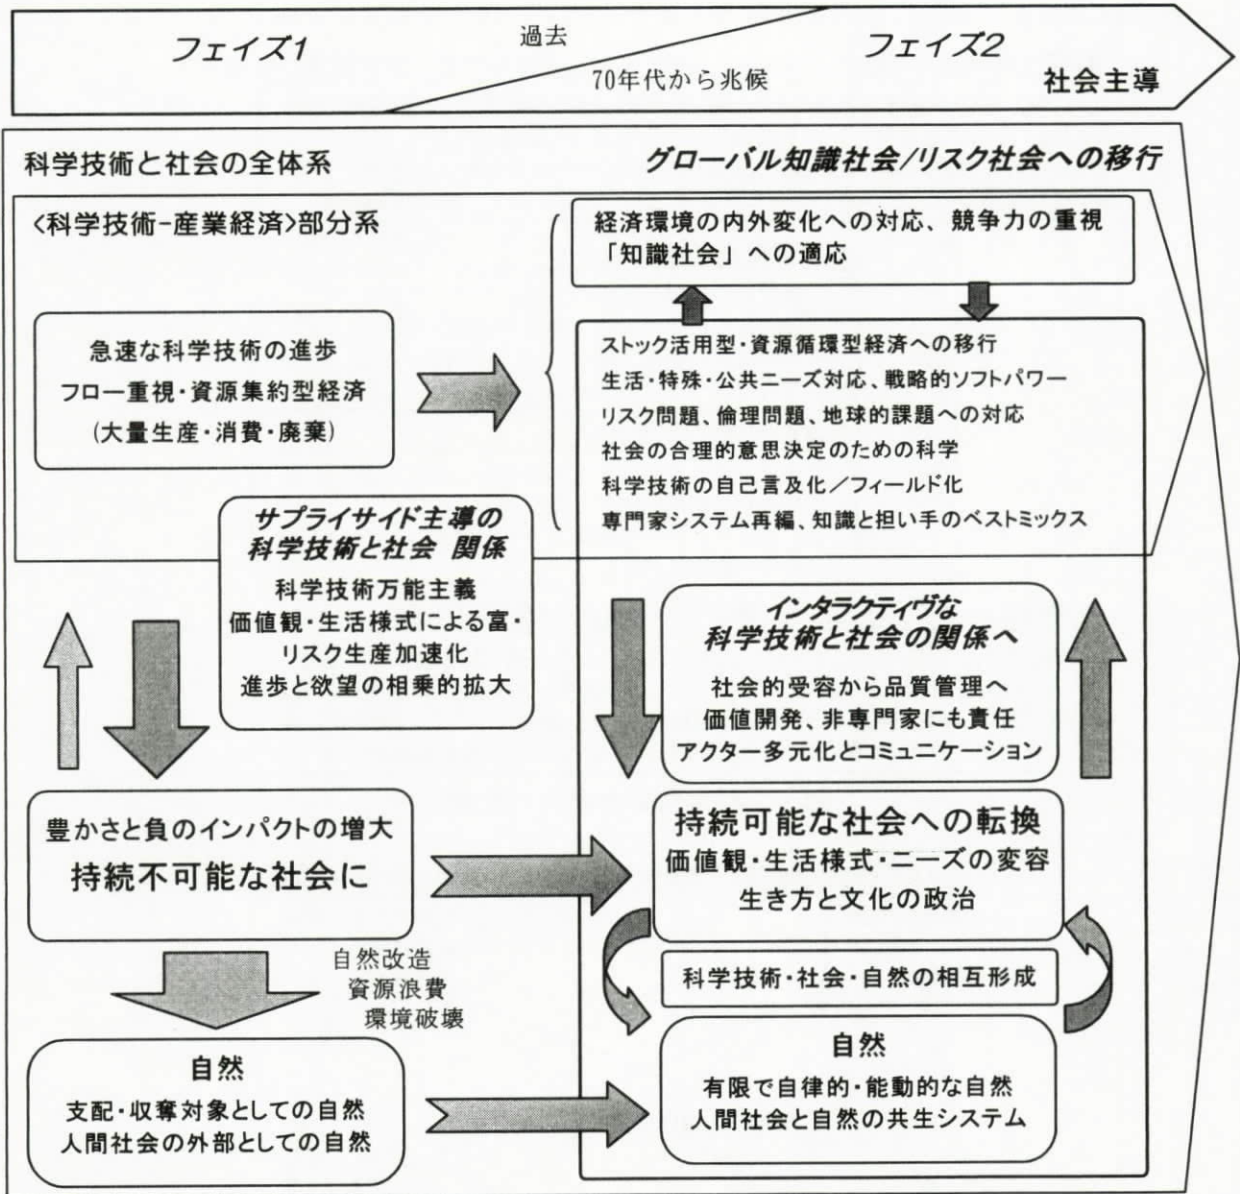 フェイズ1
過去
70年代から兆候
フェイズ2
社会主導
科学技術と社会の全体系
グローバル知識社会/リスク社会への移行
<科学技術-産業経済>部分系
経済環境の内外変化への対応、競争力の重視
「知識社会」への適応
急速な科学技術の進歩
フロー重視・資源集約型経済
(大量生産・消費・廃棄)
ストック活用型・資源循環型経済への移行
生活・特殊・公共ニーズ対応、戦略的ソフトパワー
リスク問題、倫理問題、地球的課題への対応
社会の合理的意思決定のための科学
科学技術の自己言及化／フィールド化
専門家システム再編、知識と担い手のベストミックス
サプライサイド主導の
科学技術と社会 関係
科学技術万能主義
価値観・生活様式による富・
リスク生産加速化
進歩と欲望の相乗的拡大
インタラクティヴな
科学技術と社会の関係へ
社会的受容から品質管理へ
価値開発、非専門家にも責任
アクター多元化とコミュニケーション
豊かさと負のインパクトの増大
持続不可能な社会に
持続可能な社会への転換
価値観・生活様式・ニーズの変容
生き方と文化の政治
自然改造
資源浪費
環境破壊
科学技術・社会・自然の相互形成
自然
支配・収奪対象としての自然
人間社会の外部としての自然
自然
有限で自律的・能動的な自然
人間社会と自然の共生システム